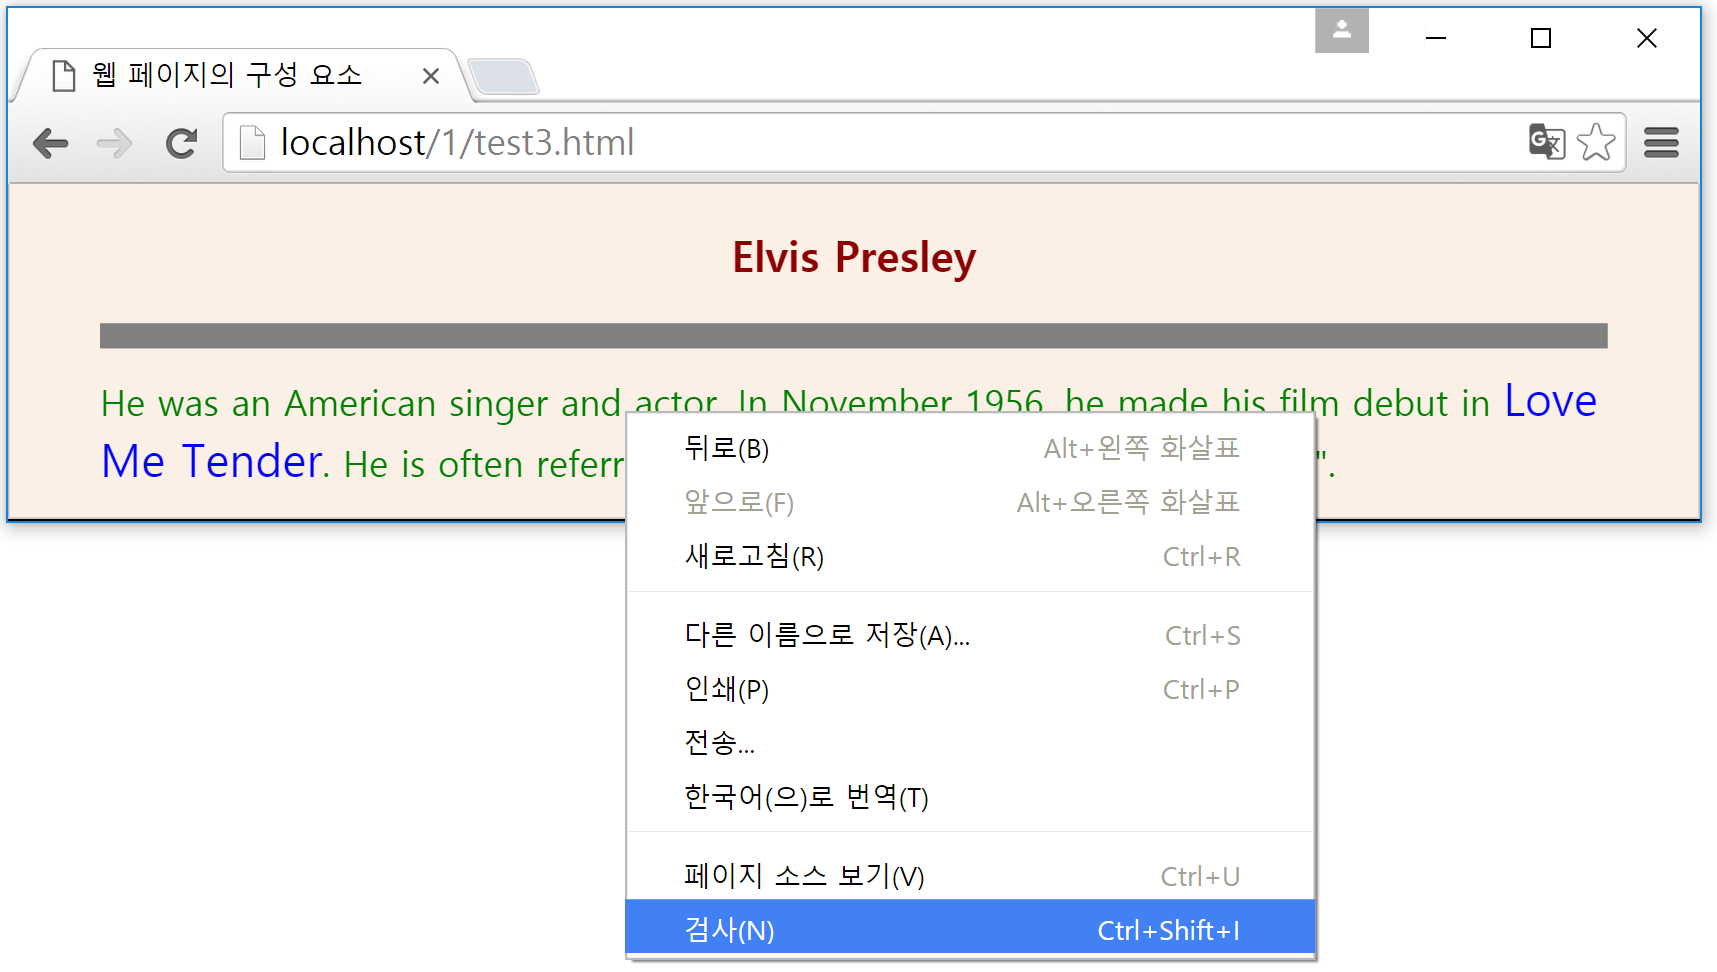 웹 페이지의 구성 요소
localhost/1/test3.html
Elvis Presley
He was an American singer and actor. In November 1956, he made his film debut in Love
Me Tender. He is often referr ".
뒤로(B) Alt+왼쪽 화살표
앞으로(F) Alt+오른쪽 화살표
새로고침(R) Ctrl+R
다른 이름으로 저장(A)... Ctrl+S
인쇄(P) Ctrl+P
전송...
한국어(으)로 번역(T)
페이지 소스 보기(V) Ctrl+U
검사(N) Ctrl+Shift+I